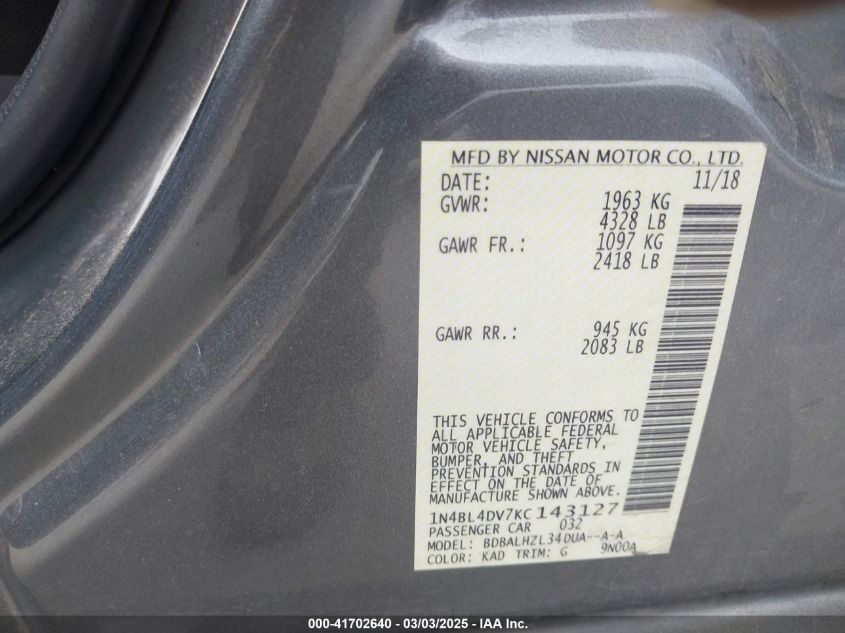 MFD BY NISSAN MOTOR CO., LTD.
DATE: 11/18
GVWR: 1963 KG
4328 LB
GAWR FR.: 1097 KG
2418 LB
GAWR RR.: 945 KG
2083 LB
THIS VEHICLE CONFORMS TO
ALL APPLICABLE FEDERAL
MOTOR VEHICLE SAFETY,
BUMPER, AND THEFT
PREVENTION STANDARDS IN
EFFECT ON THE DATE OF
MANUFACTURE SHOWN ABOVE.
1N4BL4DV7KC143127
PASSENGER CAR 032
MODEL: BDBALHZL34DUA--A-A
COLOR: KAD TRIM: G 9N00A
000-41702640 - 03/03/2025 - IAA Inc.